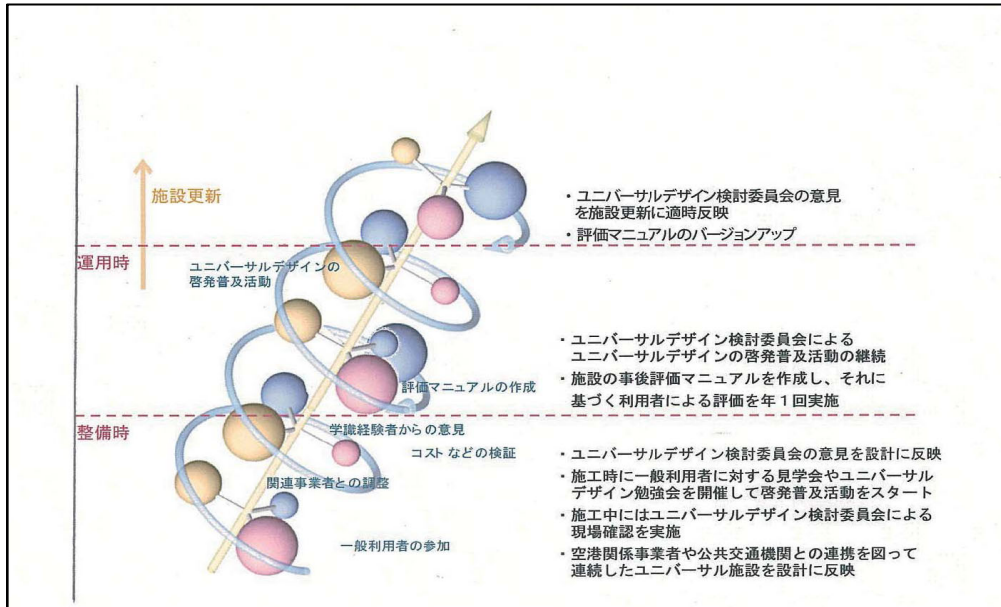 施設更新
・ユニバーサルデザイン検討委員会の意見
を施設更新に適時反映
・評価マニュアルのバージョンアップ
運用時
ユニバーサルデザインの
啓発普及活動
・ユニバーサルデザイン検討委員会による
ユニバーサルデザインの啓発普及活動の継続
・施設の事後評価マニュアルを作成し、それに
基づく利用者による評価を年1回実施
評価マニュアルの作成
整備時
学識経験者からの意見
コストなどの検証
関連事業者との調整
一般利用者の参加
・ユニバーサルデザイン検討委員会の意見を設計に反映
・施工時に一般利用者に対する見学会やユニバーサル
デザイン勉強会を開催して啓発普及活動をスタート
・施工中にはユニバーサルデザイン検討委員会による
現場確認を実施
・空港関係事業者や公共交通機関との連携を図って
連続したユニバーサル施設を設計に反映